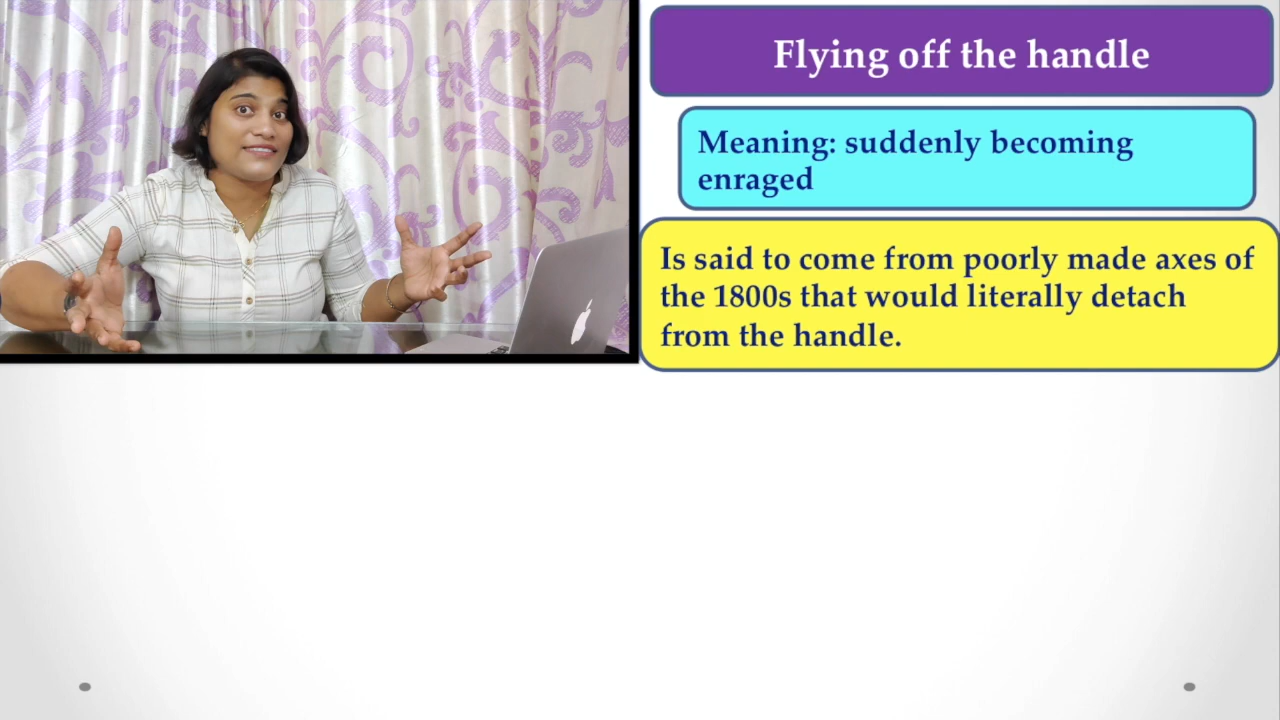 Flying off the handle
Meaning: suddenly becoming
enraged
Is said to come from poorly made axes of
the 1800s that would literally detach
from the handle.